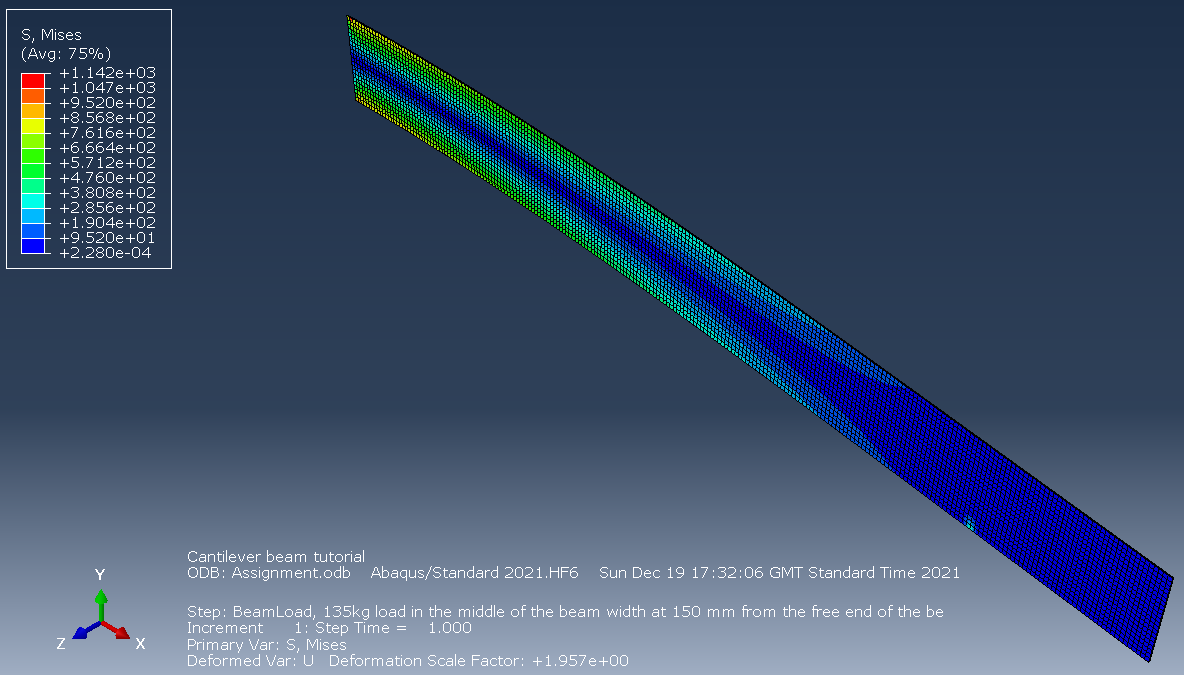 S, Mises
(Avg: 75%)
+1.142e+03
+1.047e+03
+9.520e+02
+8.568e+02
+7.616e+02
+6.664e+02
+5.712e+02
+4.760e+02
+3.808e+02
+2.856e+02
+1.904e+02
+9.520e+01
+2.280e-04
Cantilever beam tutorial
ODB: Assignment.odb    Abaqus/Standard 2021.HF6    Sun Dec 19 17:32:06 GMT Standard Time 2021
Step: BeamLoad, 135kg load in the middle of the beam width at 150 mm from the free end of the be
Increment      1: Step Time =    1.000
Primary Var: S, Mises
Deformed Var: U   Deformation Scale Factor: +1.957e+00
Y
Z
X